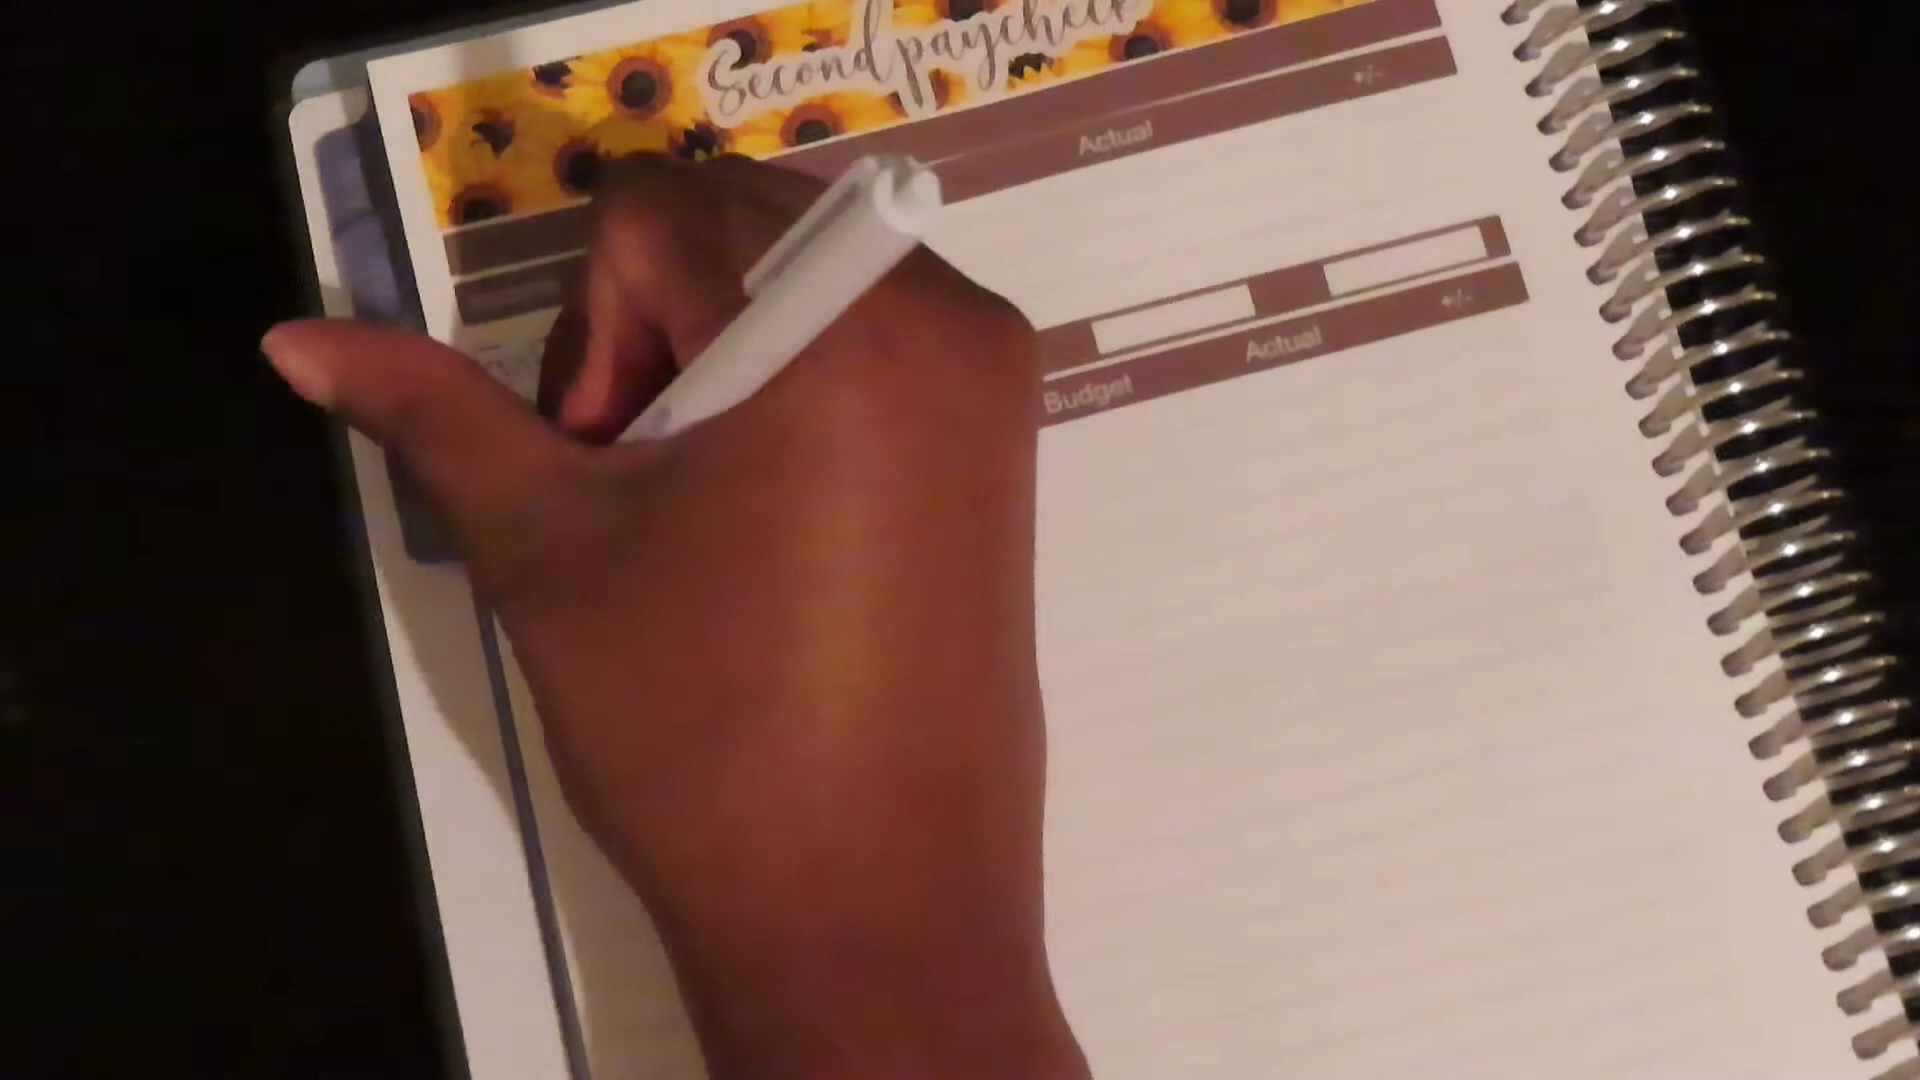 Second paycheck
Actual +/-
Budget Actual +/-